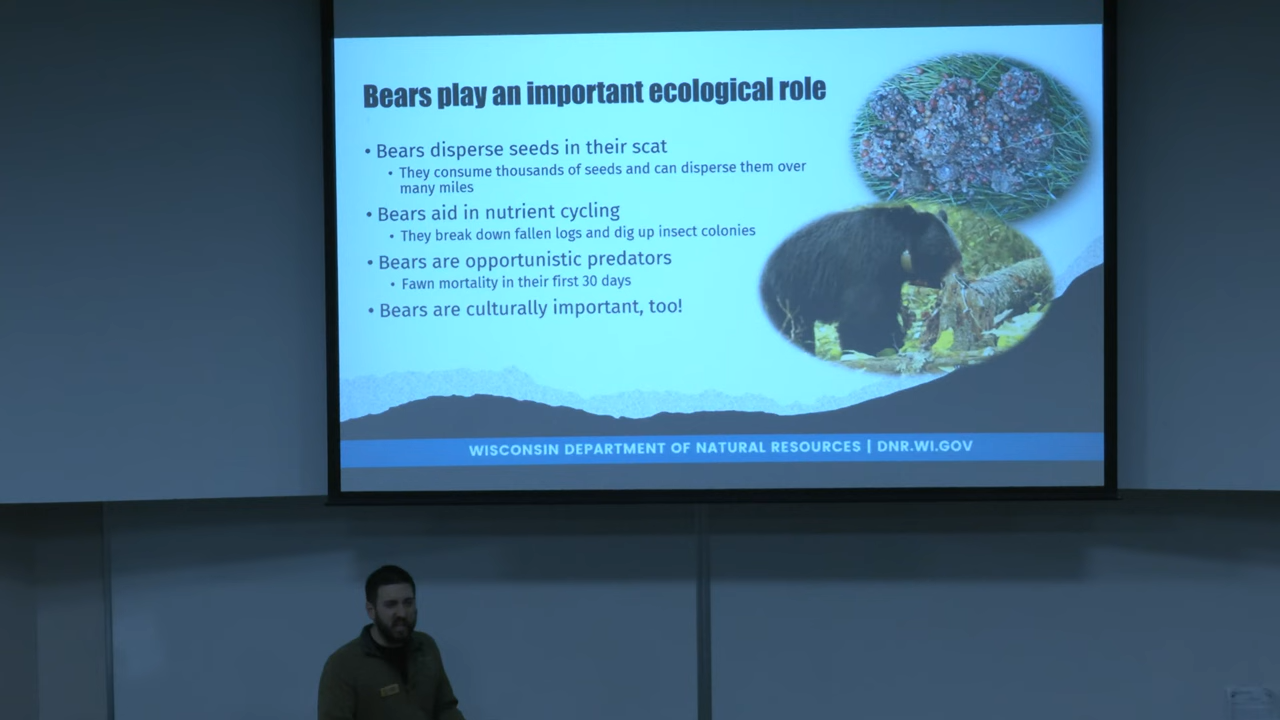 Bears play an important ecological role
• Bears disperse seeds in their scat
• They consume thousands of seeds and can disperse them over
many miles
• Bears aid in nutrient cycling
• They break down fallen logs and dig up insect colonies
• Bears are opportunistic predators
• Fawn mortality in their first 30 days
• Bears are culturally important, too!
WISCONSIN DEPARTMENT OF NATURAL RESOURCES | DNR.WI.GOV